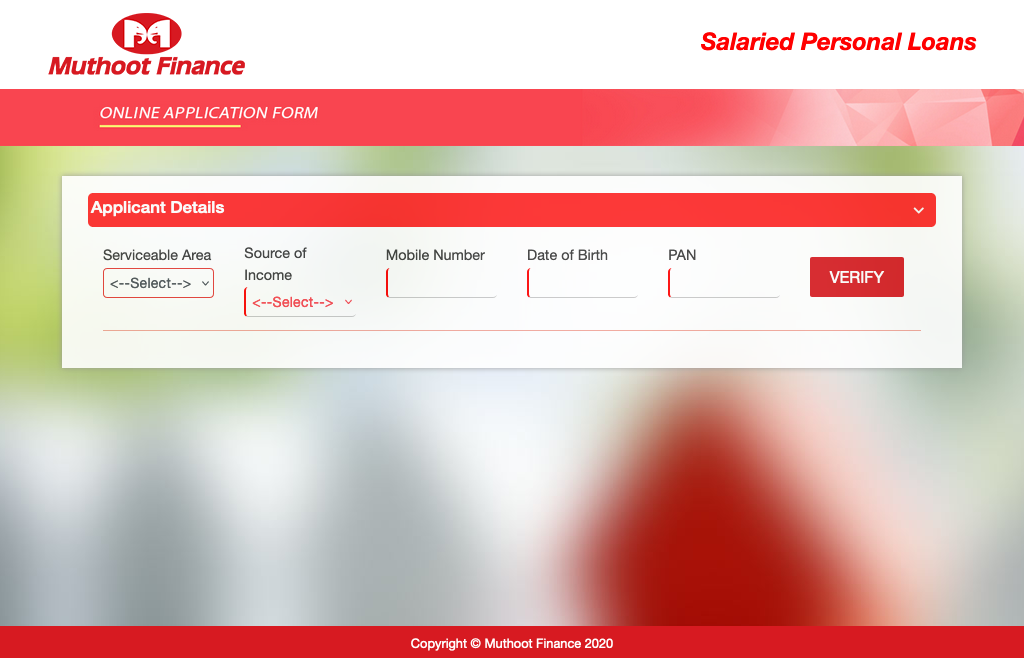 Muthoot Finance
Salaried Personal Loans
ONLINE APPLICATION FORM
Applicant Details
Serviceable Area
<--Select-->
Source of
Income
<--Select-->
Mobile Number
Date of Birth
PAN
VERIFY
Copyright © Muthoot Finance 2020